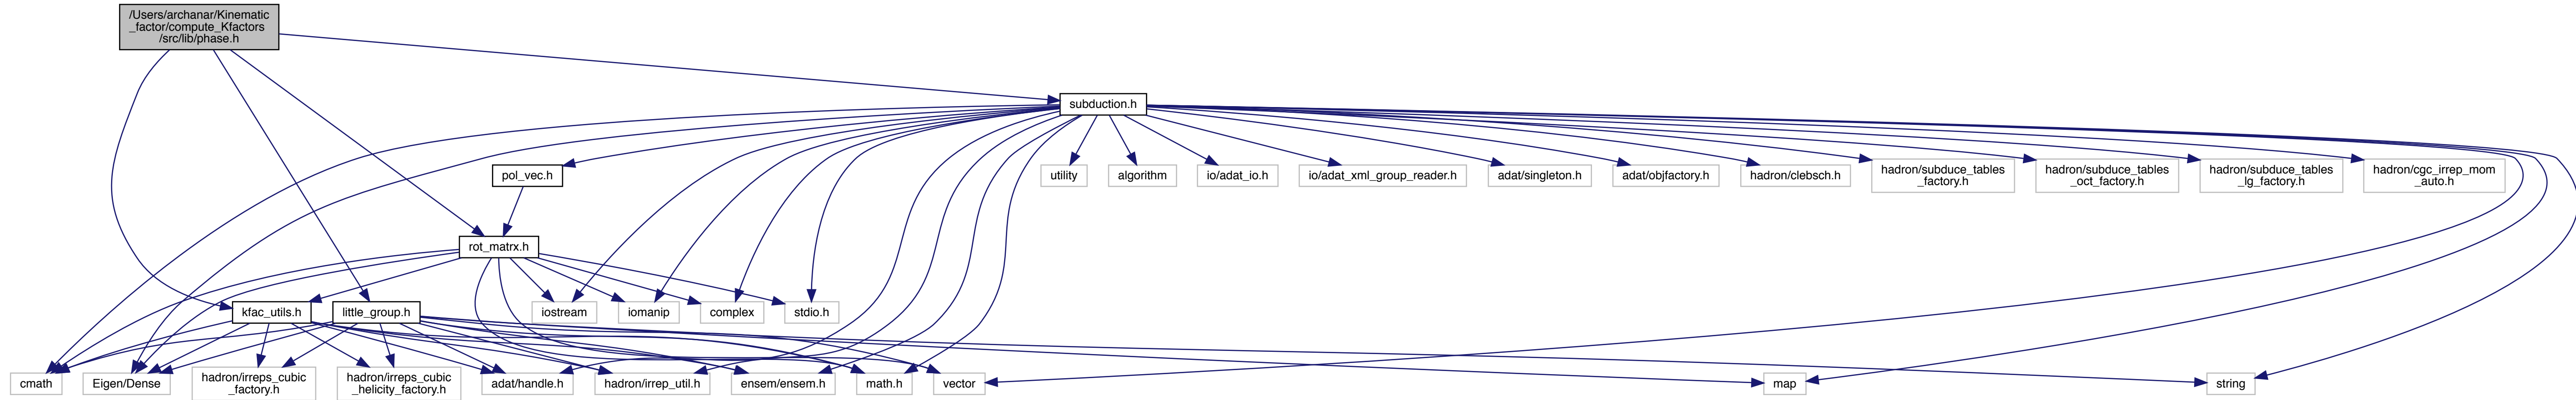 /Users/archanar/Kinematic
_factor/compute_Kfactors
/src/lib/phase.h
subduction.h
pol_vec.h
utility
algorithm
io/adat_io.h
io/adat_xml_group_reader.h
adat/singleton.h
adat/objfactory.h
hadron/clebsch.h
hadron/subduce_tables
_factory.h
hadron/subduce_tables
_oct_factory.h
hadron/subduce_tables
_lg_factory.h
hadron/cgc_irrep_mom
_auto.h
rot_matrx.h
kfac_utils.h
little_group.h
iostream
iomanip
complex
stdio.h
cmath
Eigen/Dense
hadron/irreps_cubic
_factory.h
hadron/irreps_cubic
_helicity_factory.h
adat/handle.h
hadron/irrep_util.h
ensem/ensem.h
math.h
vector
map
string